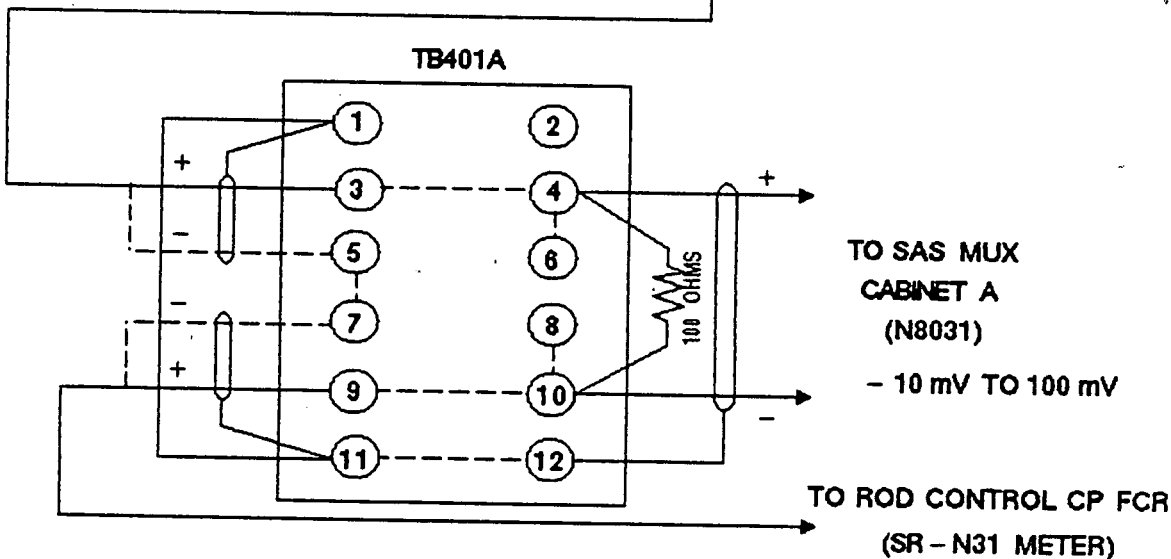 TB401A
1
2
+
3
4
+
-
5
6
100 OHMS
TO SAS MUX
CABINET A
(N8031)
-
7
8
+
9
10
-
- 10 mV TO 100 mV
11
12
TO ROD CONTROL CP FCR
(SR - N31 METER)